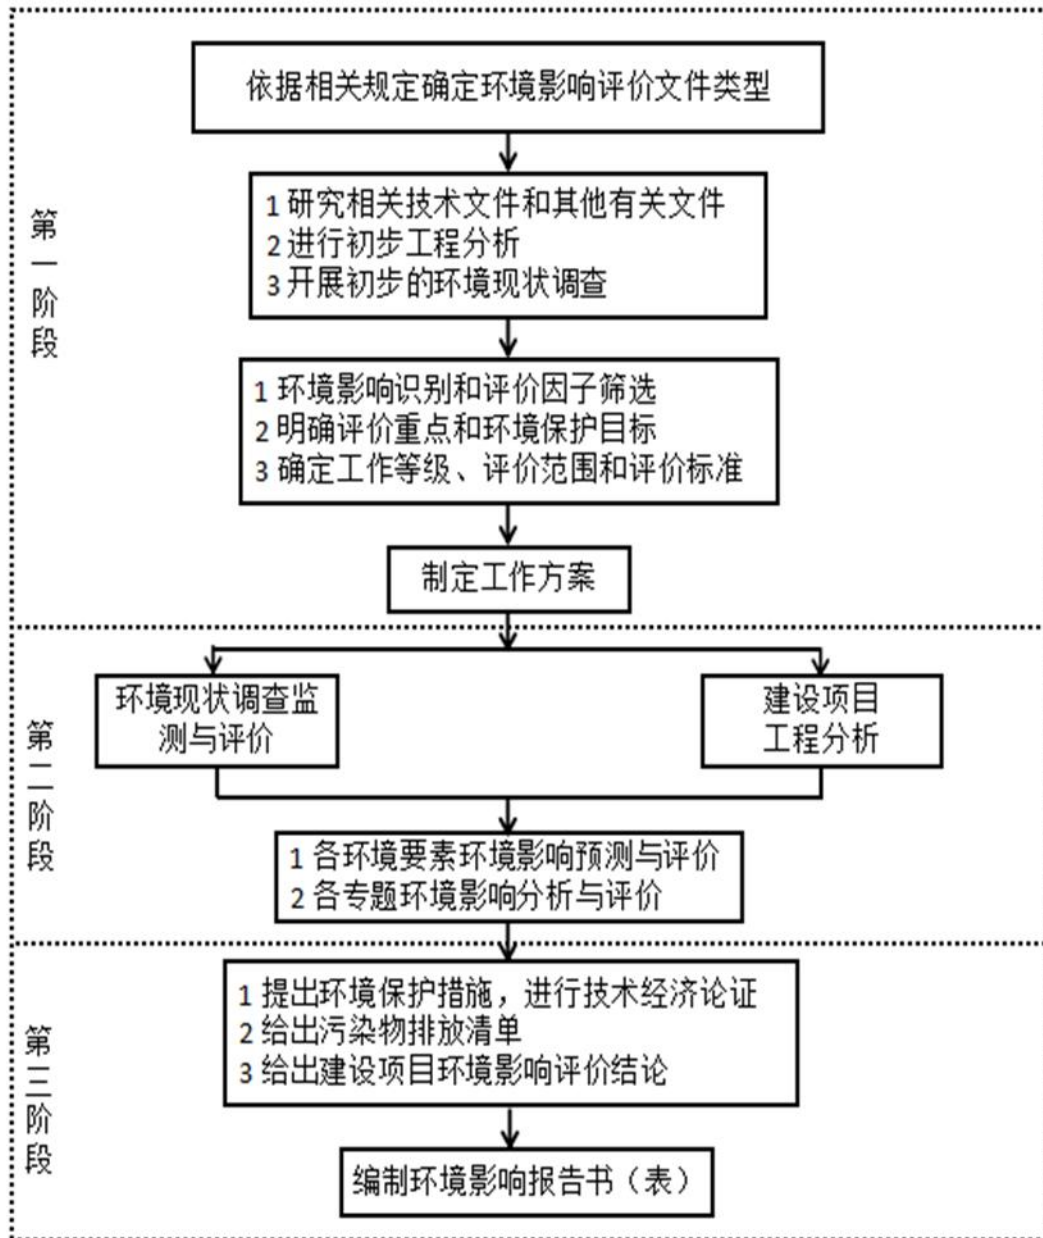 依据相关规定确定环境影响评价文件类型
第一阶段
1 研究相关技术文件和其他有关文件
2 进行初步工程分析
3 开展初步的环境现状调查
1 环境影响识别和评价因子筛选
2 明确评价重点和环境保护目标
3 确定工作等级、评价范围和评价标准
制定工作方案
第二阶段
环境现状调查监
测与评价
建设项目
工程分析
1 各环境要素环境影响预测与评价
2 各专题环境影响分析与评价
第三阶段
1 提出环境保护措施，进行技术经济论证
2 给出污染物排放清单
3 给出建设项目环境影响评价结论
编制环境影响报告书（表）